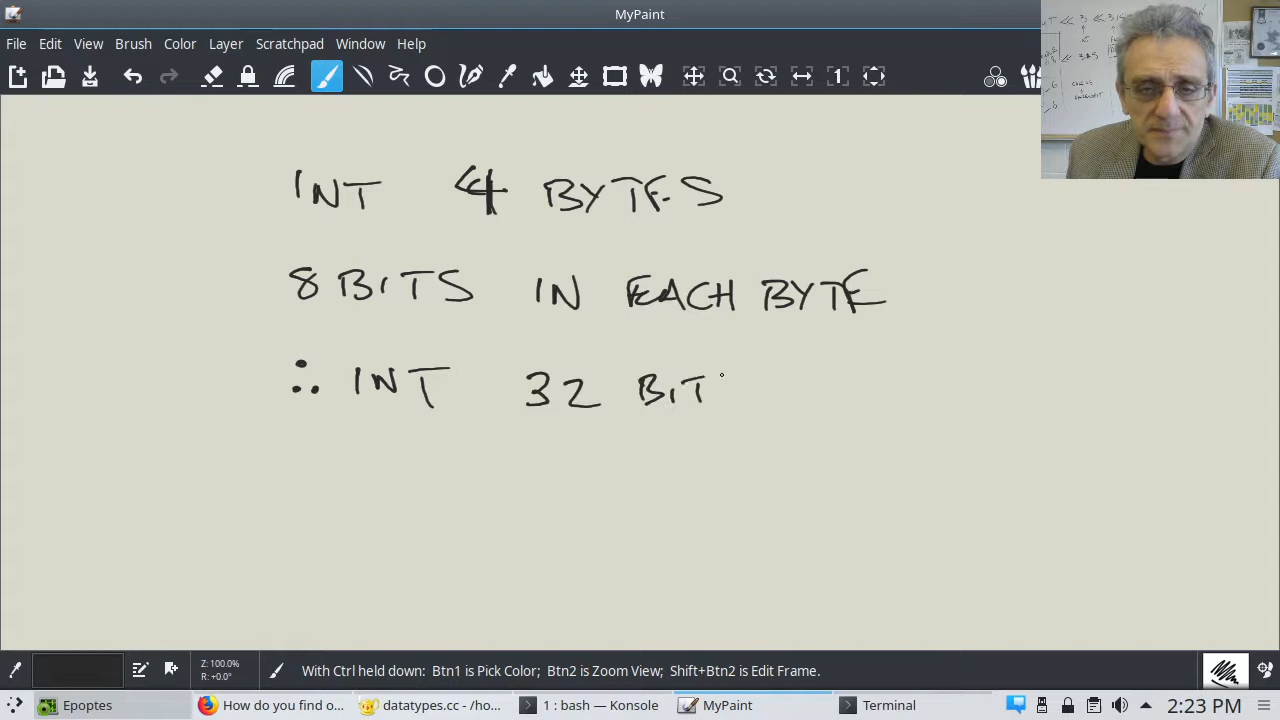 MyPaint
File Edit View Brush Color Layer Scratchpad Window Help
INT 4 BYTES
8 BITS IN EACH BYTE
∴ INT 32 BIT
Z: 100.0%
R: +0.0°
With Ctrl held down: Btn1 is Pick Color; Btn2 is Zoom View; Shift+Btn2 is Edit Frame.
Epoptes How do you find o... datatypes.cc - /ho... 1 : bash — Konsole MyPaint Terminal 2:23 PM